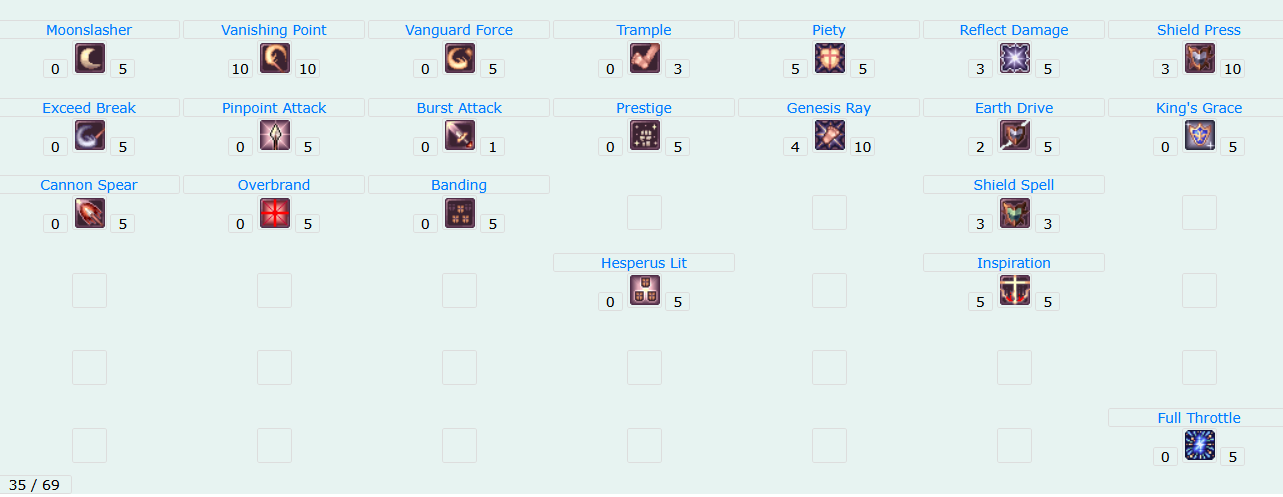 Moonslasher Vanishing Point Vanguard Force Trample Piety Reflect Damage Shield Press
0 5 10 10 0 5 0 3 5 5 3 5 3 10
Exceed Break Pinpoint Attack Burst Attack Prestige Genesis Ray Earth Drive King's Grace
0 5 0 5 0 1 0 5 4 10 2 5 0 5
Cannon Spear Overbrand Banding Shield Spell
0 5 0 5 0 5 3 3
Hesperus Lit Inspiration
0 5 5 5
Full Throttle
0 5
35 / 69